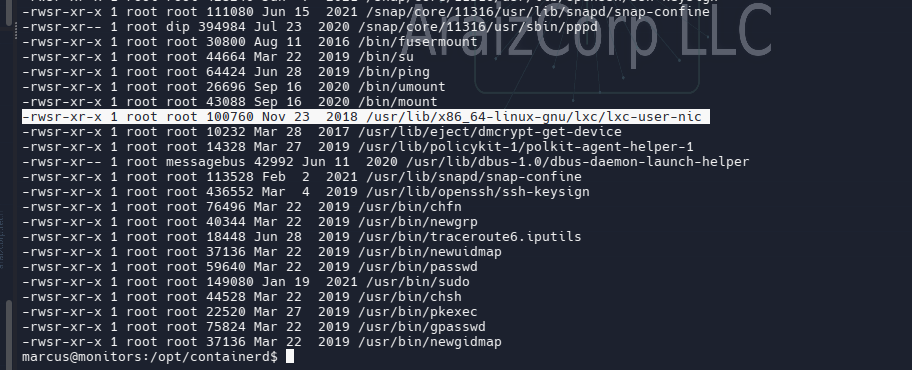 -rwsr-xr-x 1 root root 111080 Jun 15  2021 /snap/core/11316/usr/lib/snapd/snap-confine
-rwsr-xr-- 1 root dip 394984 Jul 23  2020 /snap/core/11316/usr/sbin/pppd
AraizCorp LLC
-rwsr-xr-x 1 root root 30800 Aug 11  2016 /bin/fusermount
-rwsr-xr-x 1 root root 44664 Mar 22  2019 /bin/su
-rwsr-xr-x 1 root root 64424 Jun 28  2019 /bin/ping
-rwsr-xr-x 1 root root 26696 Sep 16  2020 /bin/umount
-rwsr-xr-x 1 root root 43088 Sep 16  2020 /bin/mount
-rwsr-xr-x 1 root root 100760 Nov 23  2018 /usr/lib/x86_64-linux-gnu/lxc/lxc-user-nic
-rwsr-xr-x 1 root root 10232 Mar 28  2017 /usr/lib/eject/dmcrypt-get-device
-rwsr-xr-x 1 root root 14328 Mar 27  2019 /usr/lib/policykit-1/polkit-agent-helper-1
-rwsr-xr-- 1 root messagebus 42992 Jun 11  2020 /usr/lib/dbus-1.0/dbus-daemon-launch-helper
-rwsr-xr-x 1 root root 113528 Feb  2  2021 /usr/lib/snapd/snap-confine
-rwsr-xr-x 1 root root 436552 Mar  4  2019 /usr/lib/openssh/ssh-keysign
-rwsr-xr-x 1 root root 76496 Mar 22  2019 /usr/bin/chfn
-rwsr-xr-x 1 root root 40344 Mar 22  2019 /usr/bin/newgrp
-rwsr-xr-x 1 root root 18448 Jun 28  2019 /usr/bin/traceroute6.iputils
-rwsr-xr-x 1 root root 37136 Mar 22  2019 /usr/bin/newuidmap
-rwsr-xr-x 1 root root 59640 Mar 22  2019 /usr/bin/passwd
-rwsr-xr-x 1 root root 149080 Jan 19  2021 /usr/bin/sudo
-rwsr-xr-x 1 root root 44528 Mar 22  2019 /usr/bin/chsh
-rwsr-xr-x 1 root root 22520 Mar 27  2019 /usr/bin/pkexec
-rwsr-xr-x 1 root root 75824 Mar 22  2019 /usr/bin/gpasswd
-rwsr-xr-x 1 root root 37136 Mar 22  2019 /usr/bin/newgidmap
marcus@monitors:/opt/containerd$